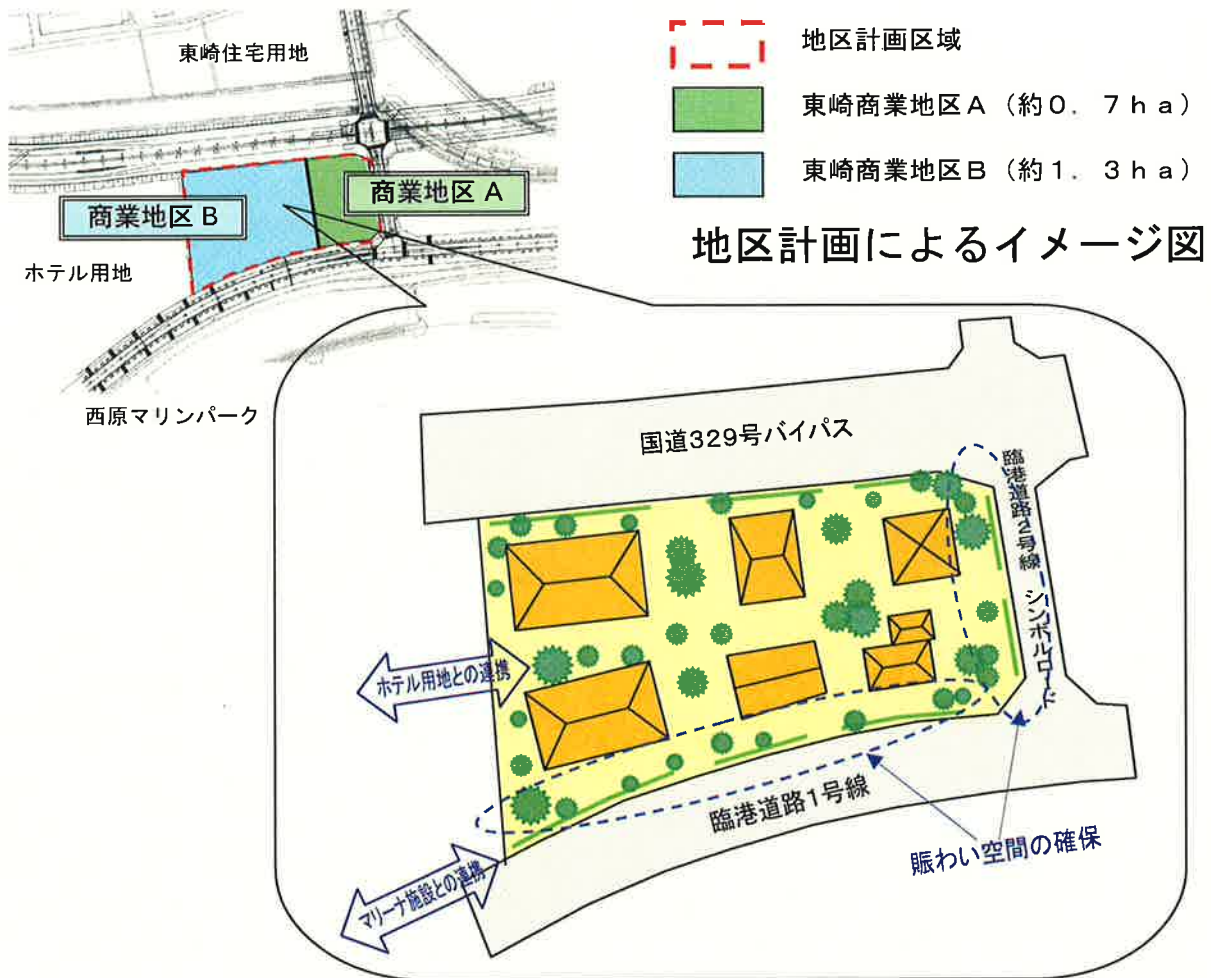 東崎住宅用地
商業地区A
商業地区B
ホテル用地
西原マリンパーク
地区計画区域
東崎商業地区A（約0．7ha）
東崎商業地区B（約1．3ha）
地区計画によるイメージ図
国道329号バイパス
臨港道路2号線 シンボルロード
ホテル用地との連携
臨港道路1号線
賑わい空間の確保
マリーナ施設との連携